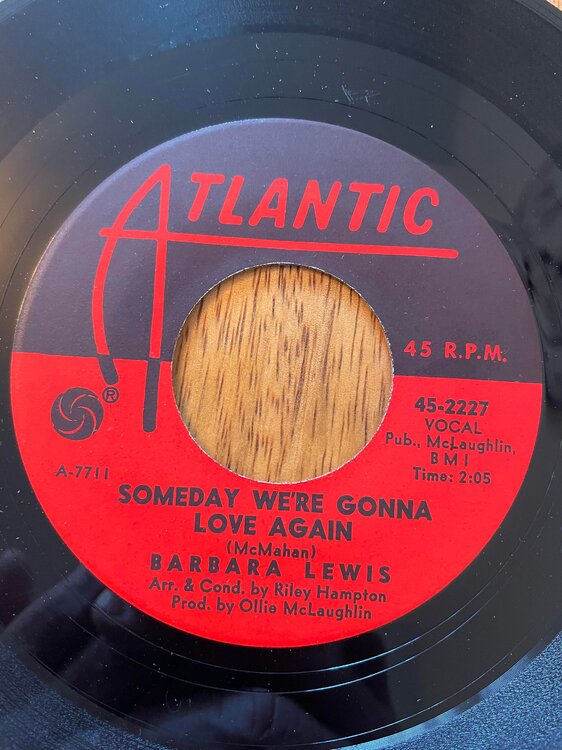 ATLANTIC
45 R.P.M.
®
45-2227
VOCAL
Pub., McLaughlin,
BMI
Time: 2:05
A-7711
SOMEDAY WE'RE GONNA
LOVE AGAIN
(McMahan)
BARBARA LEWIS
Arr. & Cond. by Riley Hampton
Prod. by Ollie McLaughlin